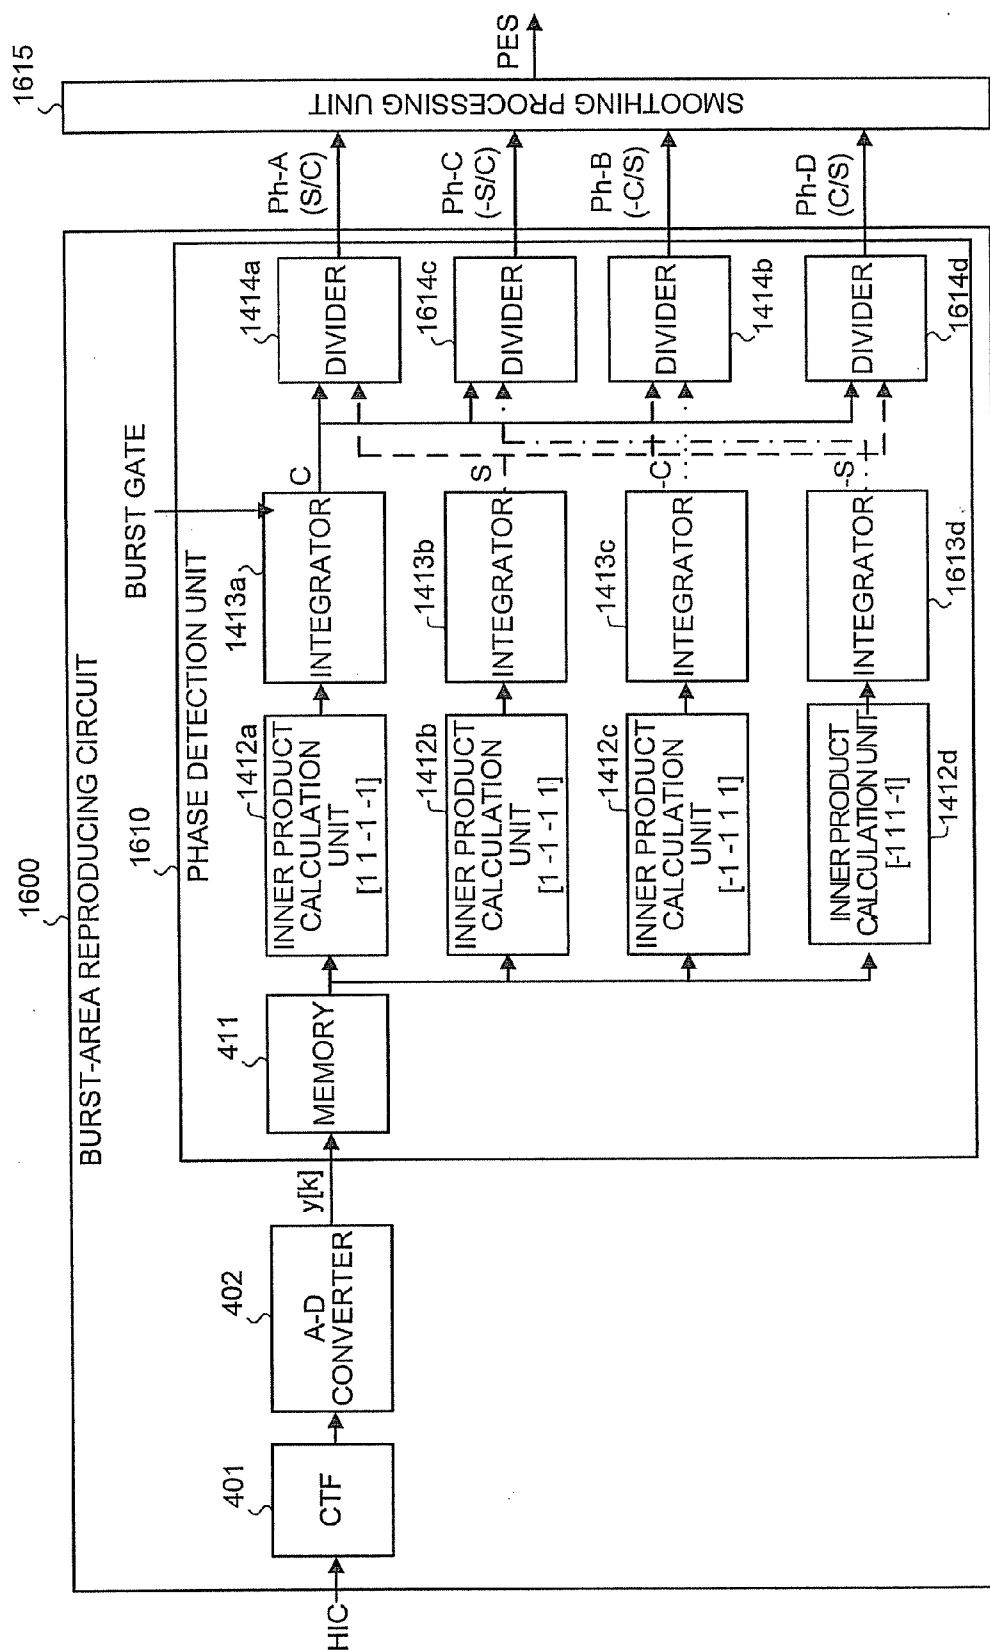 1600
BURST-AREA REPRODUCING CIRCUIT
1610
PHASE DETECTION UNIT
BURST GATE
HIC
401
CTF
402
A-D
CONVERTER
y[k]
411
MEMORY
1412a
INNER PRODUCT
CALCULATION
UNIT
[1 1 -1 -1]
1413a
INTEGRATOR
C
1414a
DIVIDER
Ph-A
(S/C)
1412b
INNER PRODUCT
CALCULATION
UNIT
[1 -1 -1 1]
1413b
INTEGRATOR
S
1614c
DIVIDER
Ph-C
(-S/C)
1412c
INNER PRODUCT
CALCULATION
UNIT
[-1 -1 1 1]
1413c
INTEGRATOR
-C
1414b
DIVIDER
Ph-B
(-C/S)
1412d
INNER PRODUCT
CALCULATION UNIT
[-1 1 1 -1]
1613d
INTEGRATOR
-S
1614d
DIVIDER
Ph-D
(C/S)
1615
SMOOTHING PROCESSING UNIT
PES